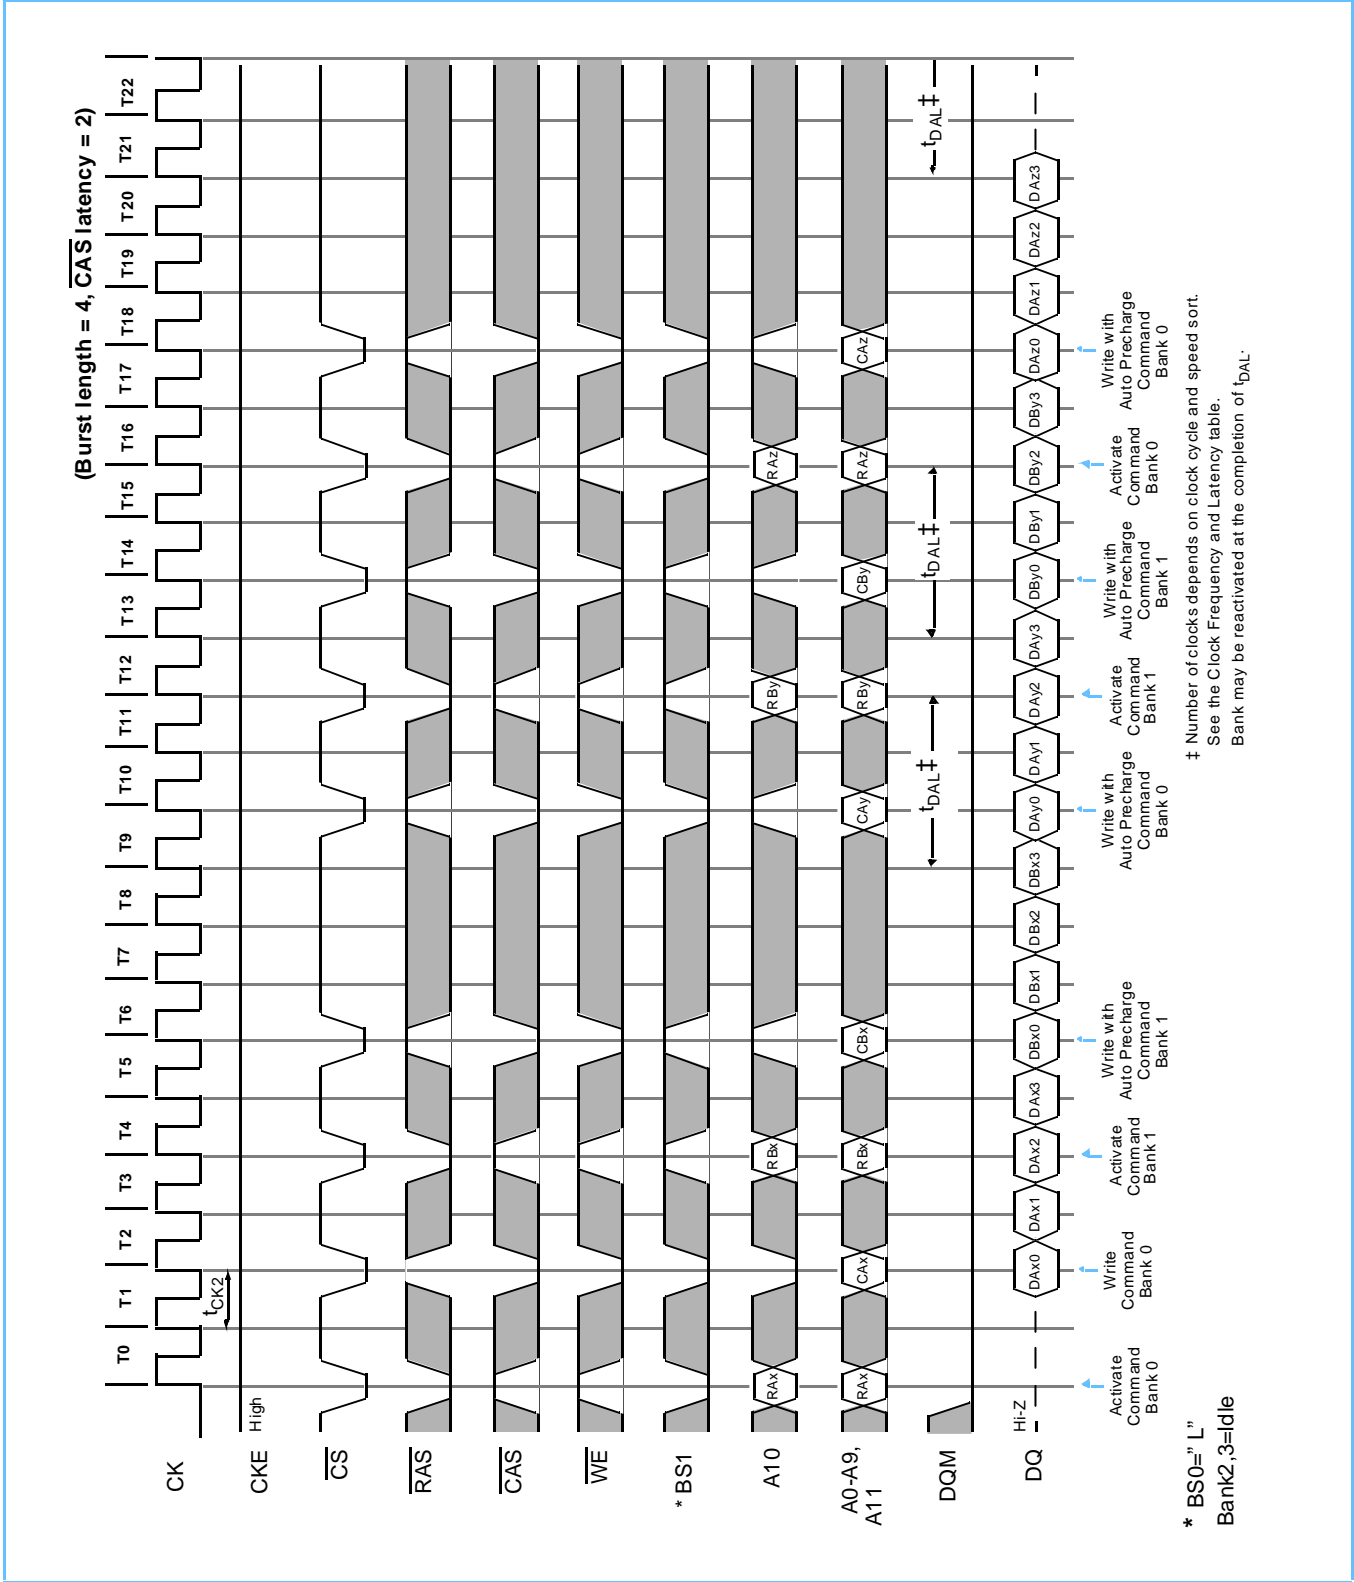 (Burst length = 4, CAS latency = 2)
T0 T1 T2 T3 T4 T5 T6 T7 T8 T9 T10 T11 T12 T13 T14 T15 T16 T17 T18 T19 T20 T21 T22
CK
tCK2
CKE
High
CS
RAS
CAS
WE
* BS1
A10
RAx RBx RBy RAz
A0-A9,
A11
RAx CAx RBx CBx CAy RBy CBy RAz CAz
DQM
tDAL‡ tDAL‡ tDAL‡
DQ
Hi-Z
DAx0 DAx1 DAx2 DAx3 DBx0 DBx1 DBx2 DBx3 DAy0 DAy1 DAy2 DAy3 DBy0 DBy1 DBy2 DBy3 DAz0 DAz1 DAz2 DAz3
Activate
Command
Bank 0
Write
Command
Bank 0
Activate
Command
Bank 1
Write with
Auto Precharge
Command
Bank 1
Write with
Auto Precharge
Command
Bank 0
Activate
Command
Bank 1
Write with
Auto Precharge
Command
Bank 1
Activate
Command
Bank 0
Write with
Auto Precharge
Command
Bank 0
* BS0=" L"
Bank2,3=Idle
‡ Number of clocks depends on clock cycle and speed sort.
See the Clock Frequency and Latency table.
Bank may be reactivated at the completion of tDAL.